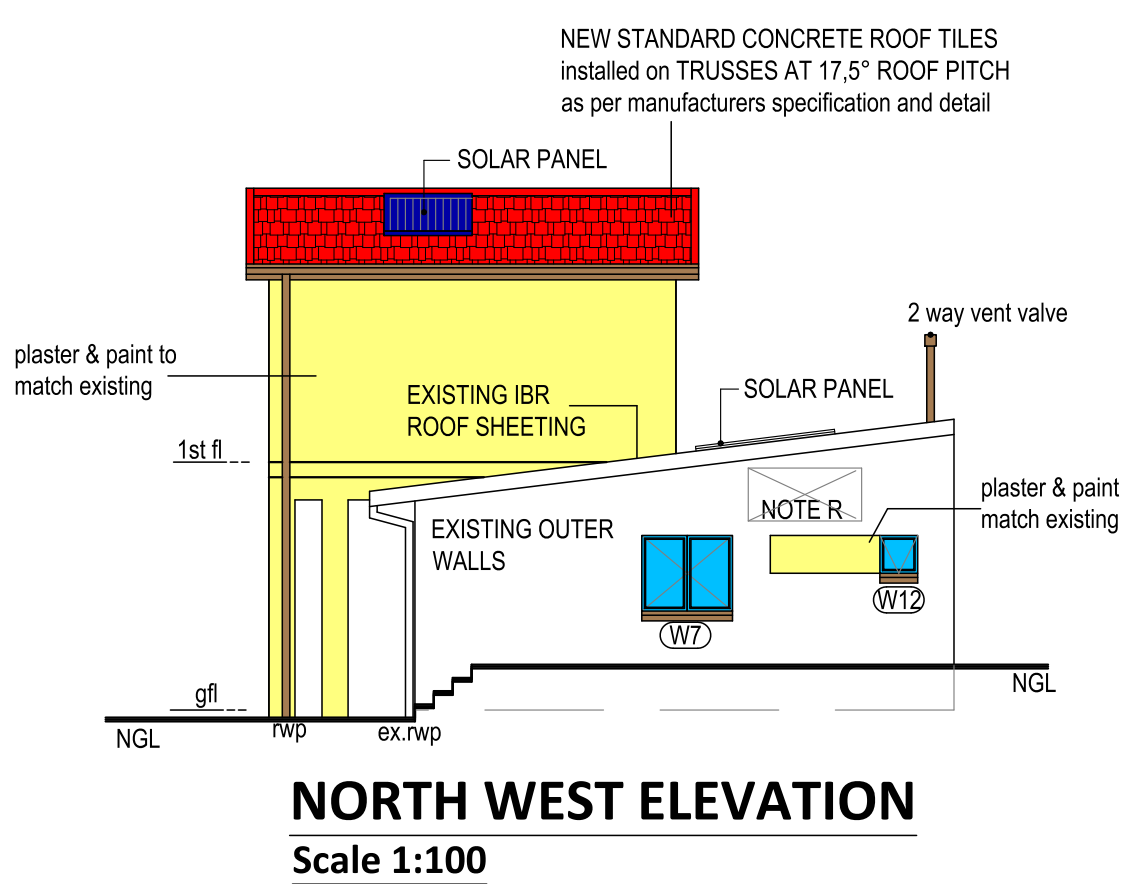 NEW STANDARD CONCRETE ROOF TILES
installed on TRUSSES AT 17,5° ROOF PITCH
as per manufacturers specification and detail
SOLAR PANEL
2 way vent valve
plaster & paint to
match existing
EXISTING IBR
ROOF SHEETING
SOLAR PANEL
1st fl
plaster & paint
match existing
NOTE R
EXISTING OUTER
WALLS
W12
W7
gfl
NGL
rwp
ex.rwp
NGL
NORTH WEST ELEVATION
Scale 1:100